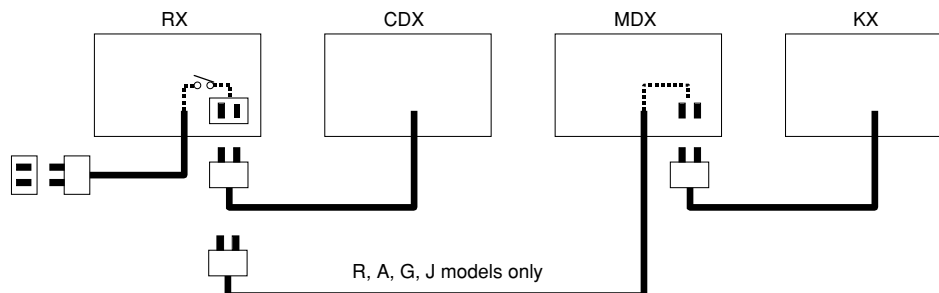 RX CDX MDX KX
R, A, G, J models only